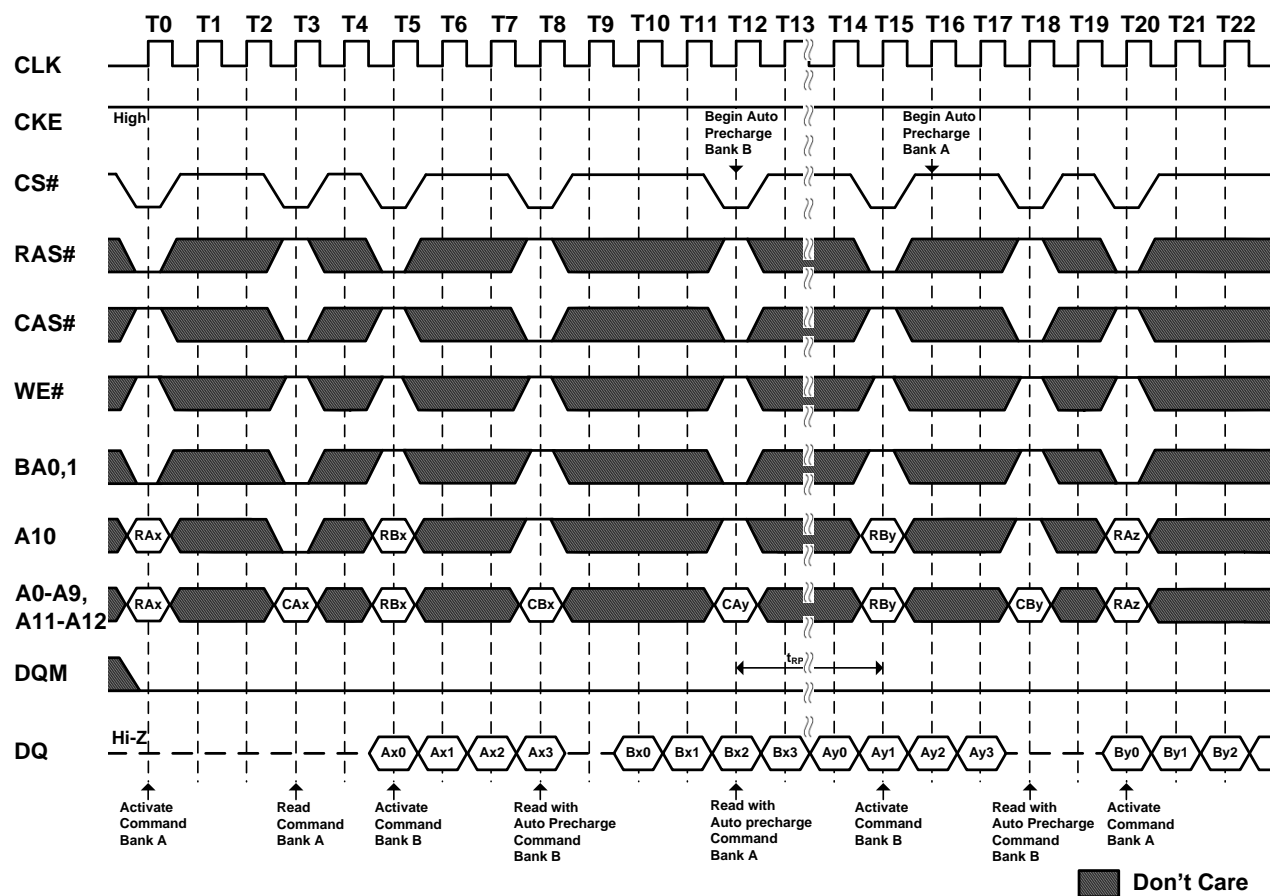 T0 T1 T2 T3 T4 T5 T6 T7 T8 T9 T10 T11 T12 T13 T14 T15 T16 T17 T18 T19 T20 T21 T22
CLK
CKE
High
Begin Auto
Precharge
Bank B
Begin Auto
Precharge
Bank A
CS#
RAS#
CAS#
WE#
BA0,1
A10
RAx RBx RBy RAz
A0-A9,
A11-A12
RAx CAx RBx CBx CAy RBy CBy RAz
DQM
tRP
DQ
Hi-Z
Ax0 Ax1 Ax2 Ax3 Bx0 Bx1 Bx2 Bx3 Ay0 Ay1 Ay2 Ay3 By0 By1 By2
Activate
Command
Bank A
Read
Command
Bank A
Activate
Command
Bank B
Read with
Auto Precharge
Command
Bank B
Read with
Auto precharge
Command
Bank A
Activate
Command
Bank B
Read with
Auto Precharge
Command
Bank B
Activate
Command
Bank A
Don't Care